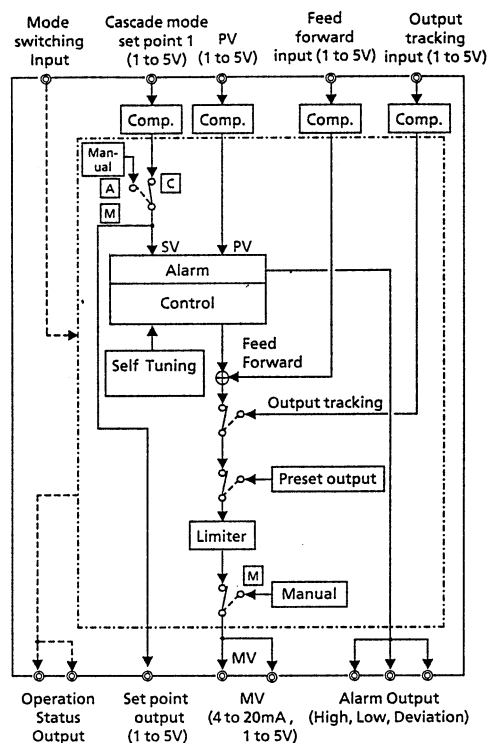 Mode
switching
Input
Cascade mode
set point 1
(1 to 5V)
PV
(1 to 5V)
Feed
forward
input (1 to 5V)
Output
tracking
input (1 to 5V)
Comp.
Comp.
Comp.
Comp.
Man-
ual
A
C
M
SV
PV
Alarm
Control
Self Tuning
Feed
Forward
Output tracking
Preset output
Limiter
M
Manual
MV
Operation
Status
Output
Set point
output
(1 to 5V)
MV
(4 to 20mA,
1 to 5V)
Alarm Output
(High, Low, Deviation)